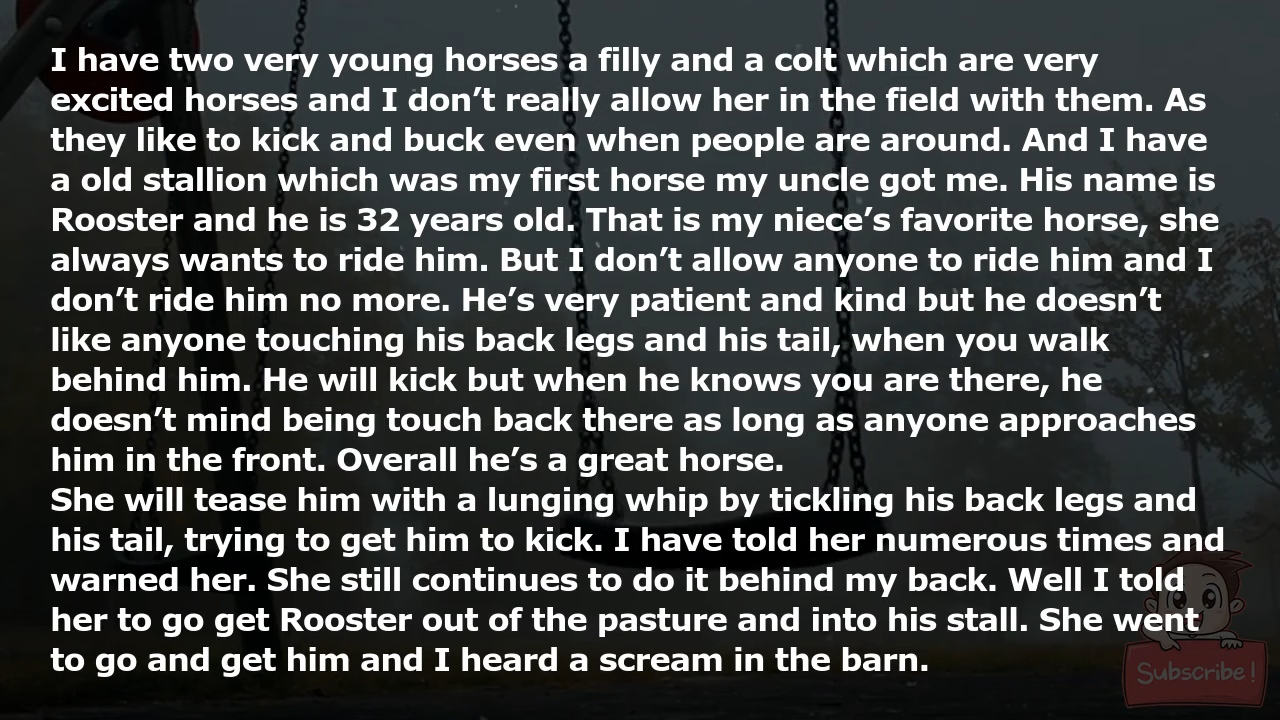 I have two very young horses a filly and a colt which are very
excited horses and I don’t really allow her in the field with them. As
they like to kick and buck even when people are around. And I have
a old stallion which was my first horse my uncle got me. His name is
Rooster and he is 32 years old. That is my niece’s favorite horse, she
always wants to ride him. But I don’t allow anyone to ride him and I
don’t ride him no more. He’s very patient and kind but he doesn’t
like anyone touching his back legs and his tail, when you walk
behind him. He will kick but when he knows you are there, he
doesn’t mind being touch back there as long as anyone approaches
him in the front. Overall he’s a great horse.
She will tease him with a lunging whip by tickling his back legs and
his tail, trying to get him to kick. I have told her numerous times and
warned her. She still continues to do it behind my back. Well I told
her to go get Rooster out of the pasture and into his stall. She went
to go and get him and I heard a scream in the barn.
Subscribe!